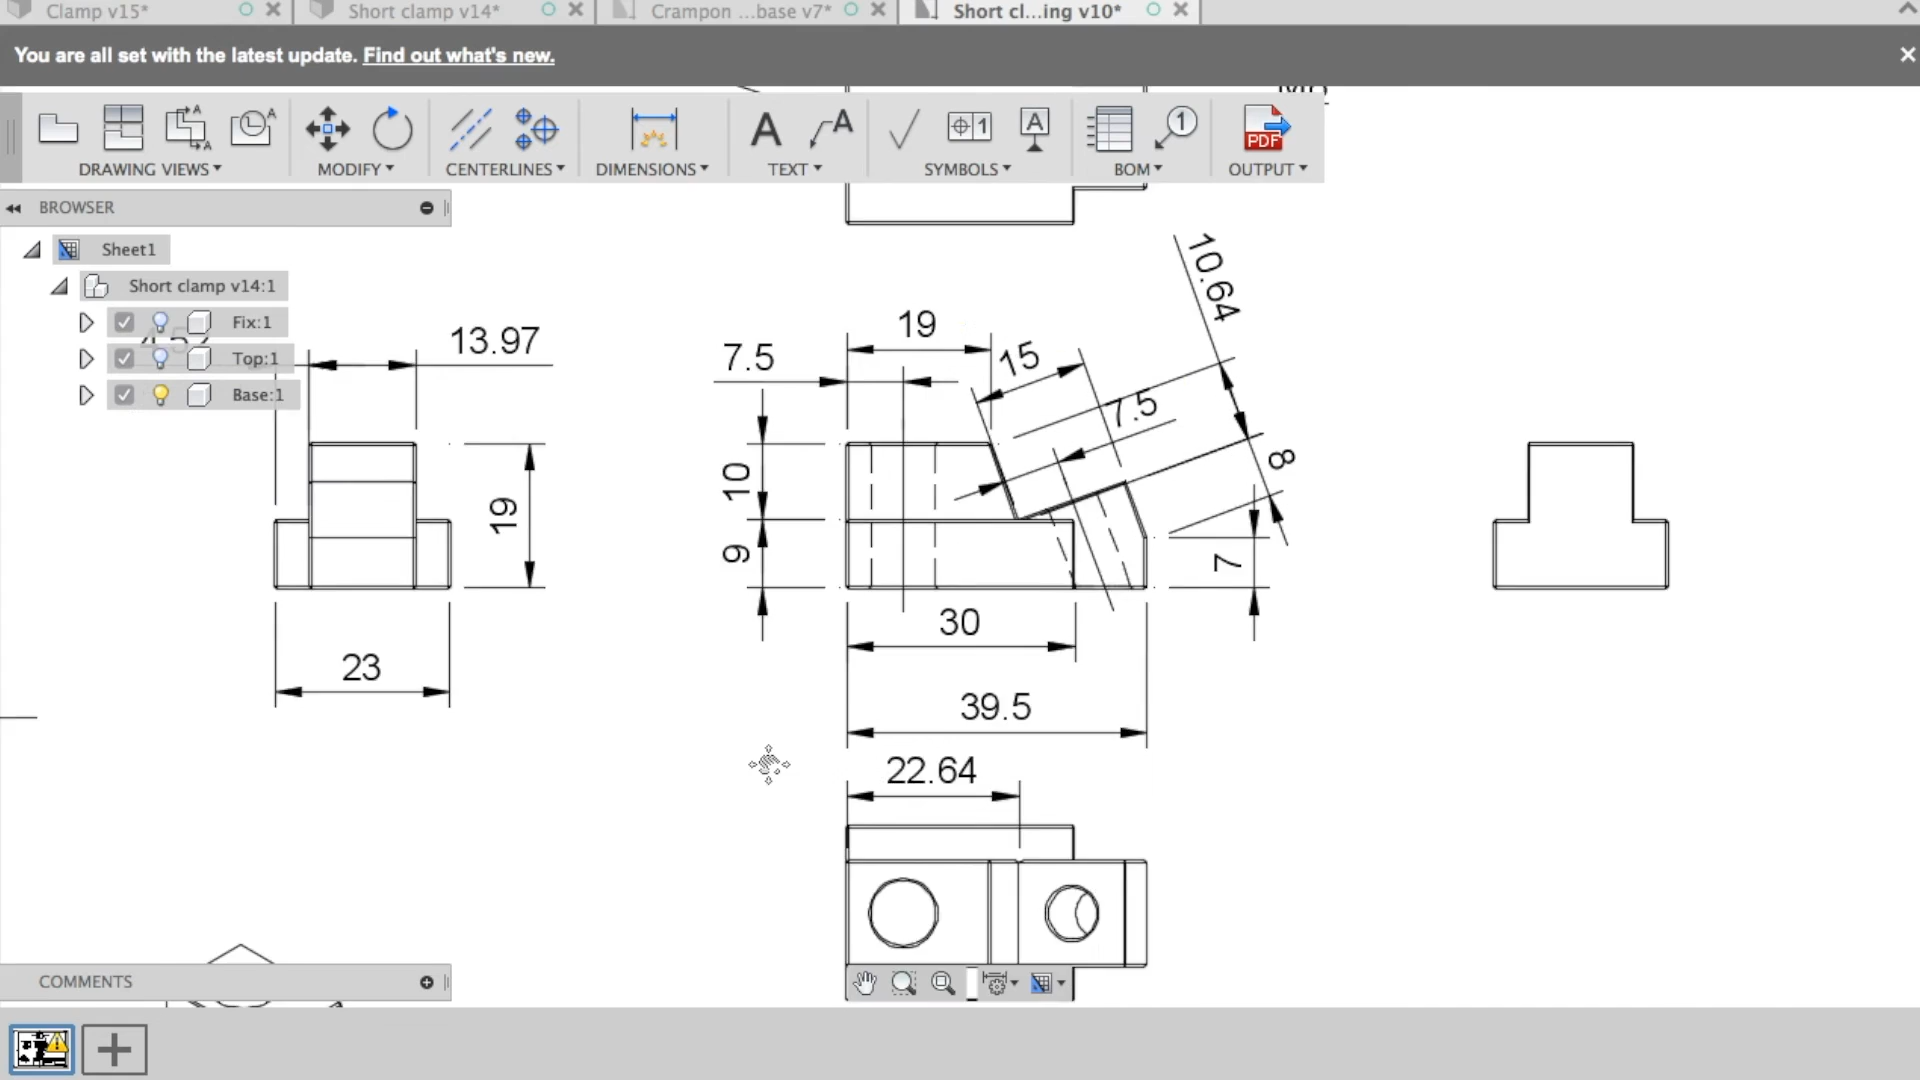 Clamp v15*
Short clamp v14*
Crampon ...base v7*
Short cl...ing v10*
You are all set with the latest update. Find out what's new.
A
A
A
A
1
A
1
PDF
DRAWING VIEWS
MODIFY
CENTERLINES
DIMENSIONS
TEXT
SYMBOLS
BOM
OUTPUT
BROWSER
Sheet1
Short clamp v14:1
Fix:1
Top:1
Base:1
13.97
19
23
7.5
19
15
10.64
7.5
8
10
9
7
30
39.5
22.64
COMMENTS